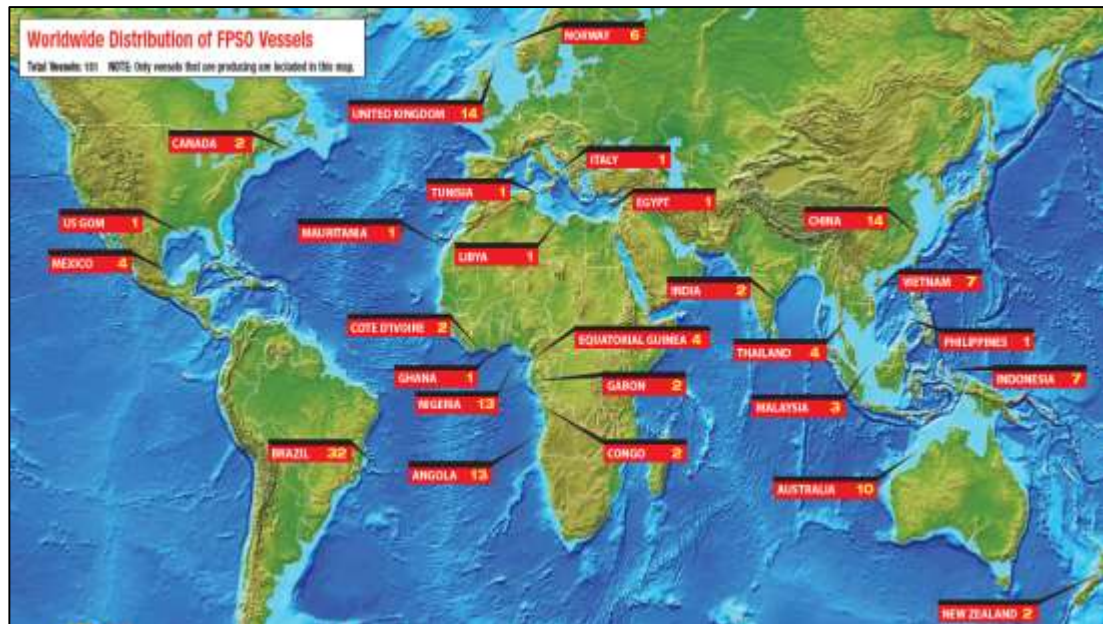 Worldwide Distribution of FPSO Vessels
Total Vessels: 151 NOTE: Only vessels that are producing are included in this map.
NORWAY 6
UNITED KINGDOM 14
CANADA 2
ITALY 1
TUNISIA 1
EGYPT 1
US GOM 1
CHINA 14
MAURITANIA 1
LIBYA 1
MEXICO 4
INDIA 2
VIETNAM 7
COTE D'IVOIRE 2
EQUATORIAL GUINEA 4
THAILAND 4
PHILIPPINES 1
GHANA 1
GABON 2
INDONESIA 7
NIGERIA 13
MALAYSIA 3
BRAZIL 32
CONGO 2
ANGOLA 13
AUSTRALIA 10
NEW ZEALAND 2